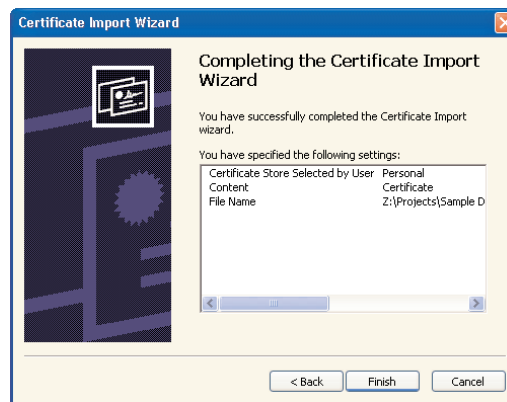 Certificate Import Wizard
Completing the Certificate Import
Wizard
You have successfully completed the Certificate Import
wizard.
You have specified the following settings:
Certificate Store Selected by User Personal
Content Certificate
File Name Z:\Projects\Sample D
< Back Finish Cancel